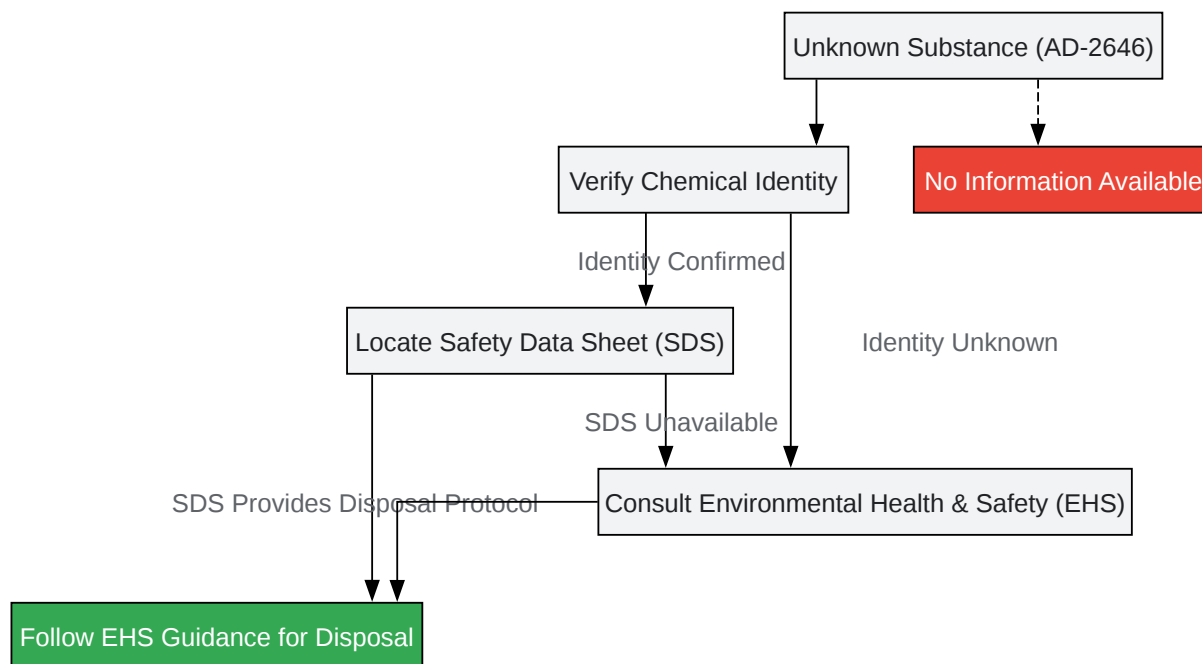 Unknown Substance (AD-2646)
Verify Chemical Identity
No Information Available
Identity Confirmed
Locate Safety Data Sheet (SDS)
Identity Unknown
SDS Unavailable
SDS Provides Disposal Protocol
Consult Environmental Health & Safety (EHS)
Follow EHS Guidance for Disposal